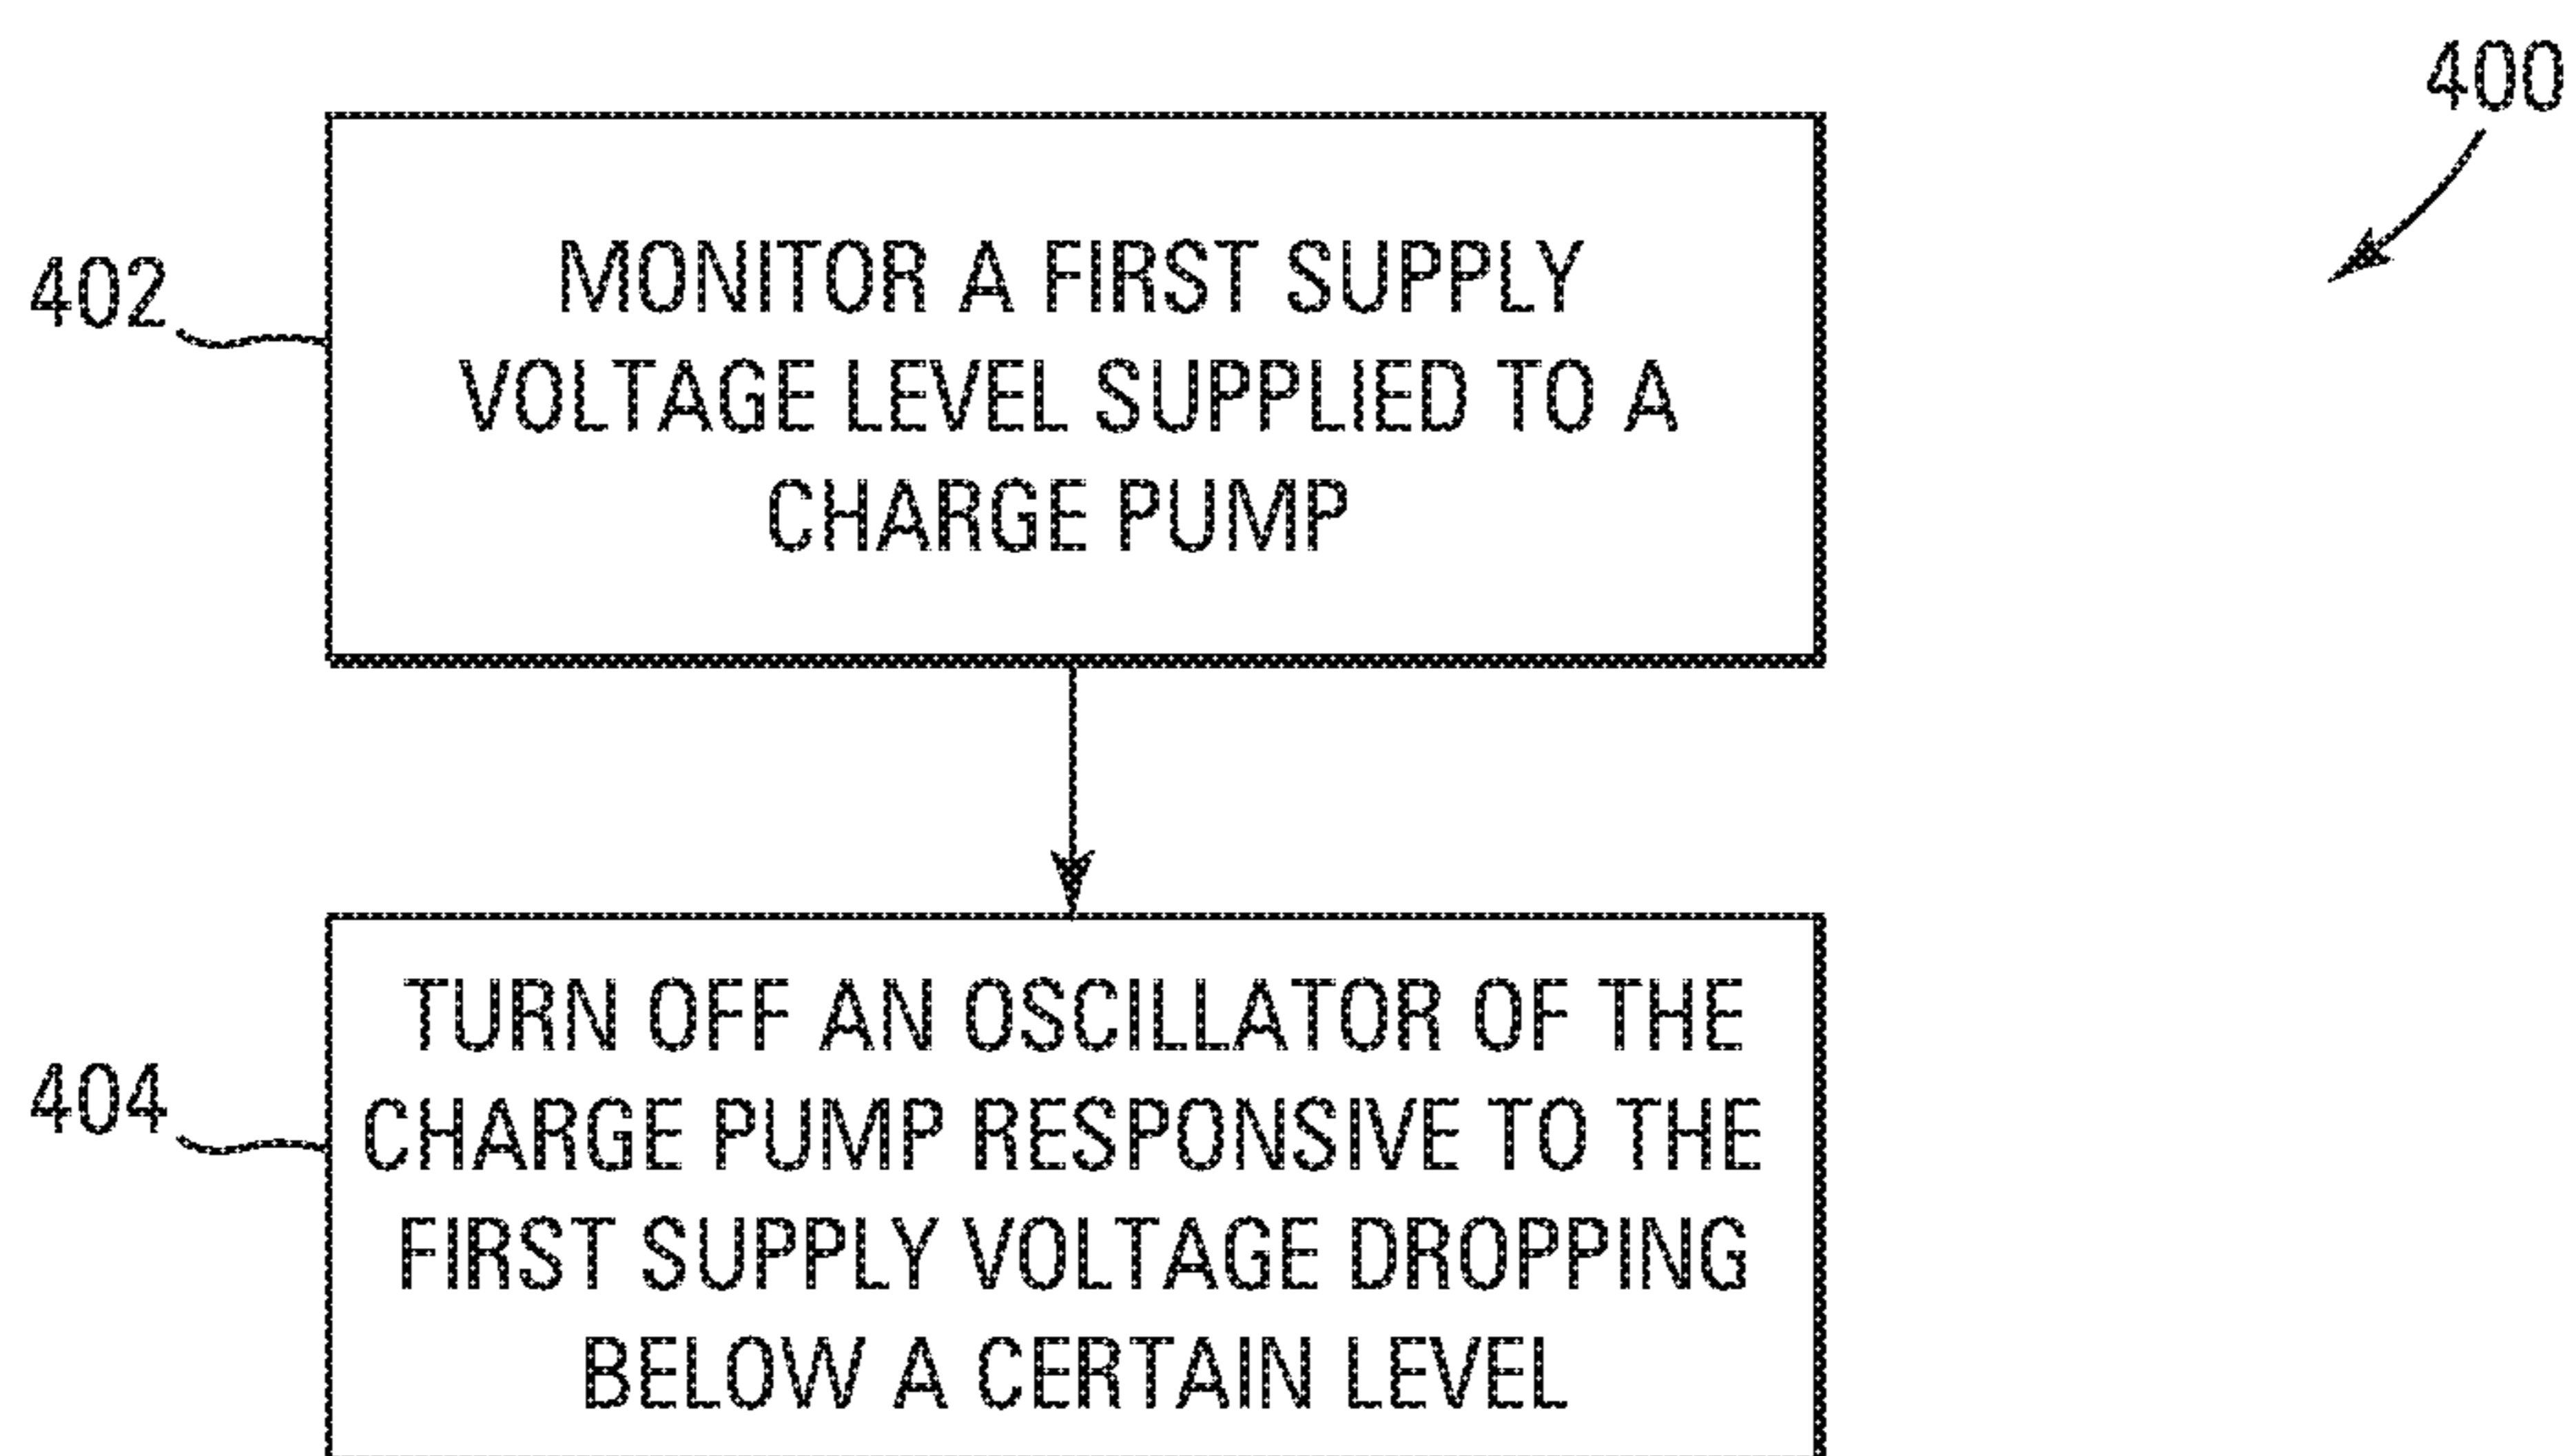 400
402
MONITOR A FIRST SUPPLY
VOLTAGE LEVEL SUPPLIED TO A
CHARGE PUMP
404
TURN OFF AN OSCILLATOR OF THE
CHARGE PUMP RESPONSIVE TO THE
FIRST SUPPLY VOLTAGE DROPPING
BELOW A CERTAIN LEVEL